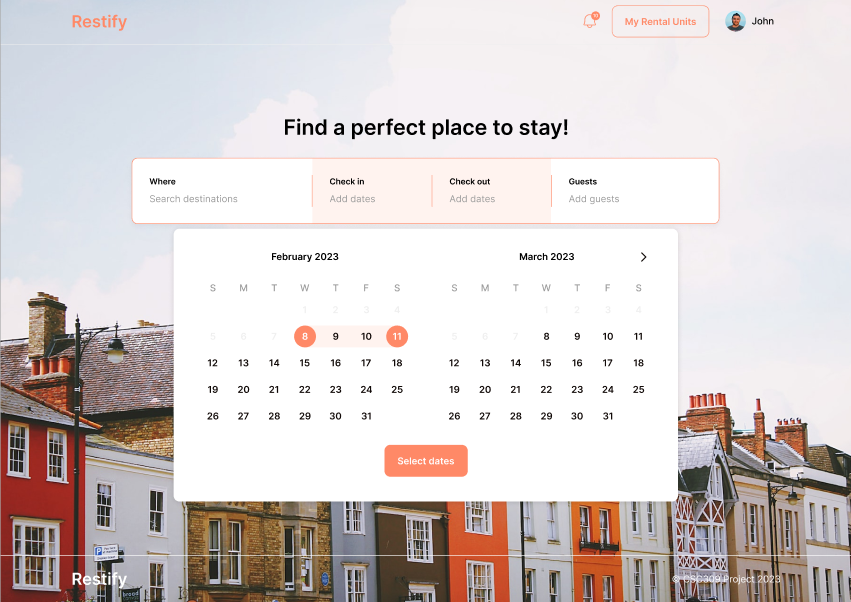 Restify
My Rental Units
John
Find a perfect place to stay!
Where
Check in
Check out
Guests
Search destinations
Add dates
Add dates
Add guests
February 2023
March 2023
S M T W T F S
1 2 3 4
5 6 7 8 9 10 11
12 13 14 15 16 17 18
19 20 21 22 23 24 25
26 27 28 29 30 31
S M T W T F S
1 2 3 4
5 6 7 8 9 10 11
12 13 14 15 16 17 18
19 20 21 22 23 24 25
26 27 28 29 30 31
Select dates
P
Restify
© CSC309 Project 2023